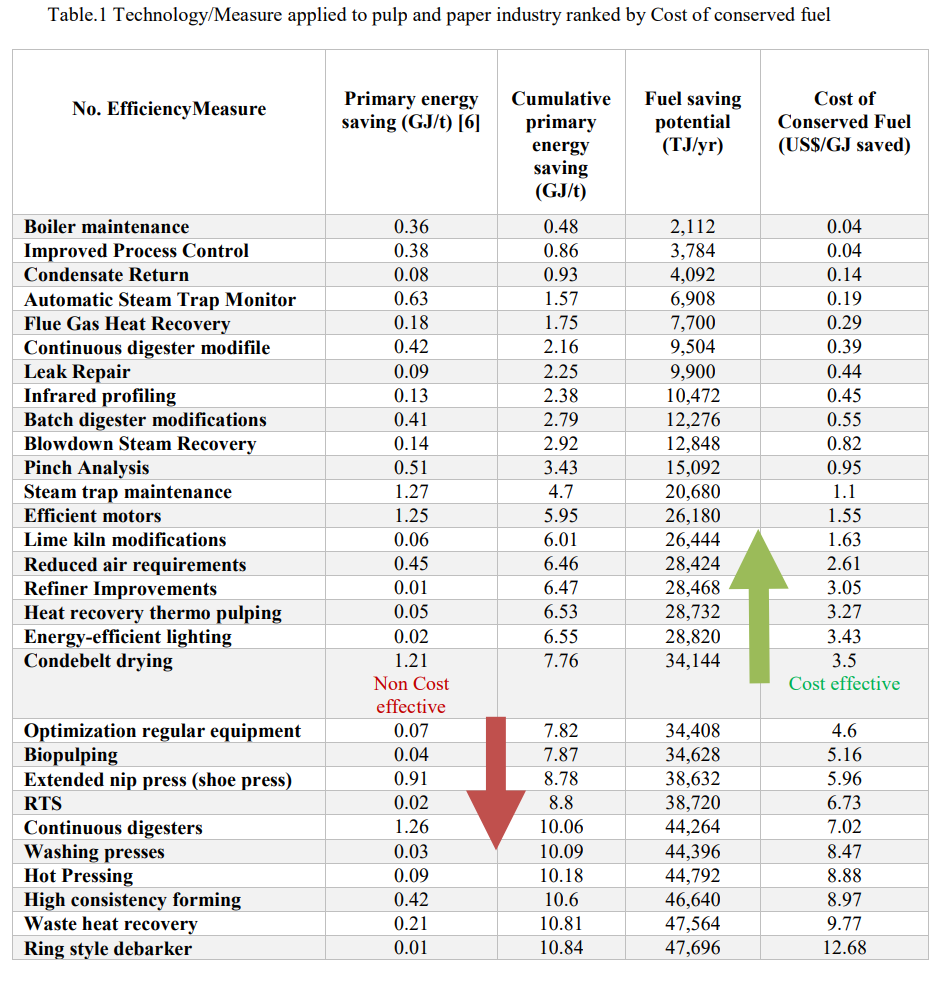 Table.1 Technology/Measure applied to pulp and paper industry ranked by Cost of conserved fuel
No. EfficiencyMeasure Primary energy saving (GJ/t) [6] Cumulative primary energy saving (GJ/t) Fuel saving potential (TJ/yr) Cost of Conserved Fuel (US$/GJ saved)
Boiler maintenance 0.36 0.48 2,112 0.04
Improved Process Control 0.38 0.86 3,784 0.04
Condensate Return 0.08 0.93 4,092 0.14
Automatic Steam Trap Monitor 0.63 1.57 6,908 0.19
Flue Gas Heat Recovery 0.18 1.75 7,700 0.29
Continuous digester modifile 0.42 2.16 9,504 0.39
Leak Repair 0.09 2.25 9,900 0.44
Infrared profiling 0.13 2.38 10,472 0.45
Batch digester modifications 0.41 2.79 12,276 0.55
Blowdown Steam Recovery 0.14 2.92 12,848 0.82
Pinch Analysis 0.51 3.43 15,092 0.95
Steam trap maintenance 1.27 4.7 20,680 1.1
Efficient motors 1.25 5.95 26,180 1.55
Lime kiln modifications 0.06 6.01 26,444 1.63
Reduced air requirements 0.45 6.46 28,424 2.61
Refiner Improvements 0.01 6.47 28,468 3.05
Heat recovery thermo pulping 0.05 6.53 28,732 3.27
Energy-efficient lighting 0.02 6.55 28,820 3.43
Condebelt drying 1.21 7.76 34,144 3.5
Non Cost Cost effective
effective
Optimization regular equipment 0.07 7.82 34,408 4.6
Biopulping 0.04 7.87 34,628 5.16
Extended nip press (shoe press) 0.91 8.78 38,632 5.96
RTS 0.02 8.8 38,720 6.73
Continuous digesters 1.26 10.06 44,264 7.02
Washing presses 0.03 10.09 44,396 8.47
Hot Pressing 0.09 10.18 44,792 8.88
High consistency forming 0.42 10.6 46,640 8.97
Waste heat recovery 0.21 10.81 47,564 9.77
Ring style debarker 0.01 10.84 47,696 12.68